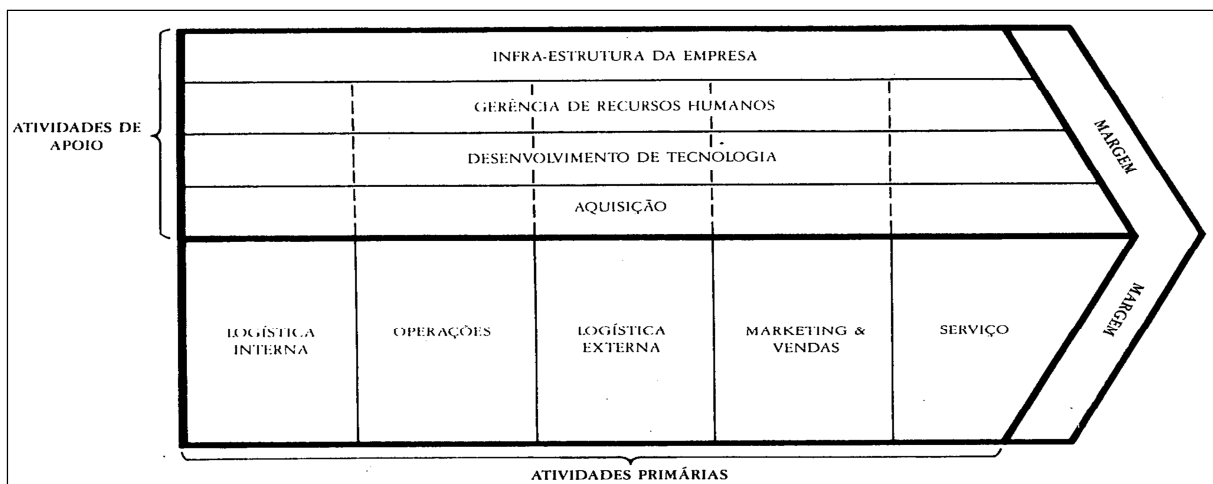 INFRA-ESTRUTURA DA EMPRESA
GERÊNCIA DE RECURSOS HUMANOS
ATIVIDADES DE
APOIO
DESENVOLVIMENTO DE TECNOLOGIA
AQUISIÇÃO
MARGEM
LOGÍSTICA
INTERNA
OPERAÇÕES
LOGÍSTICA
EXTERNA
MARKETING &
VENDAS
SERVIÇO
MARGEM
ATIVIDADES PRIMÁRIAS